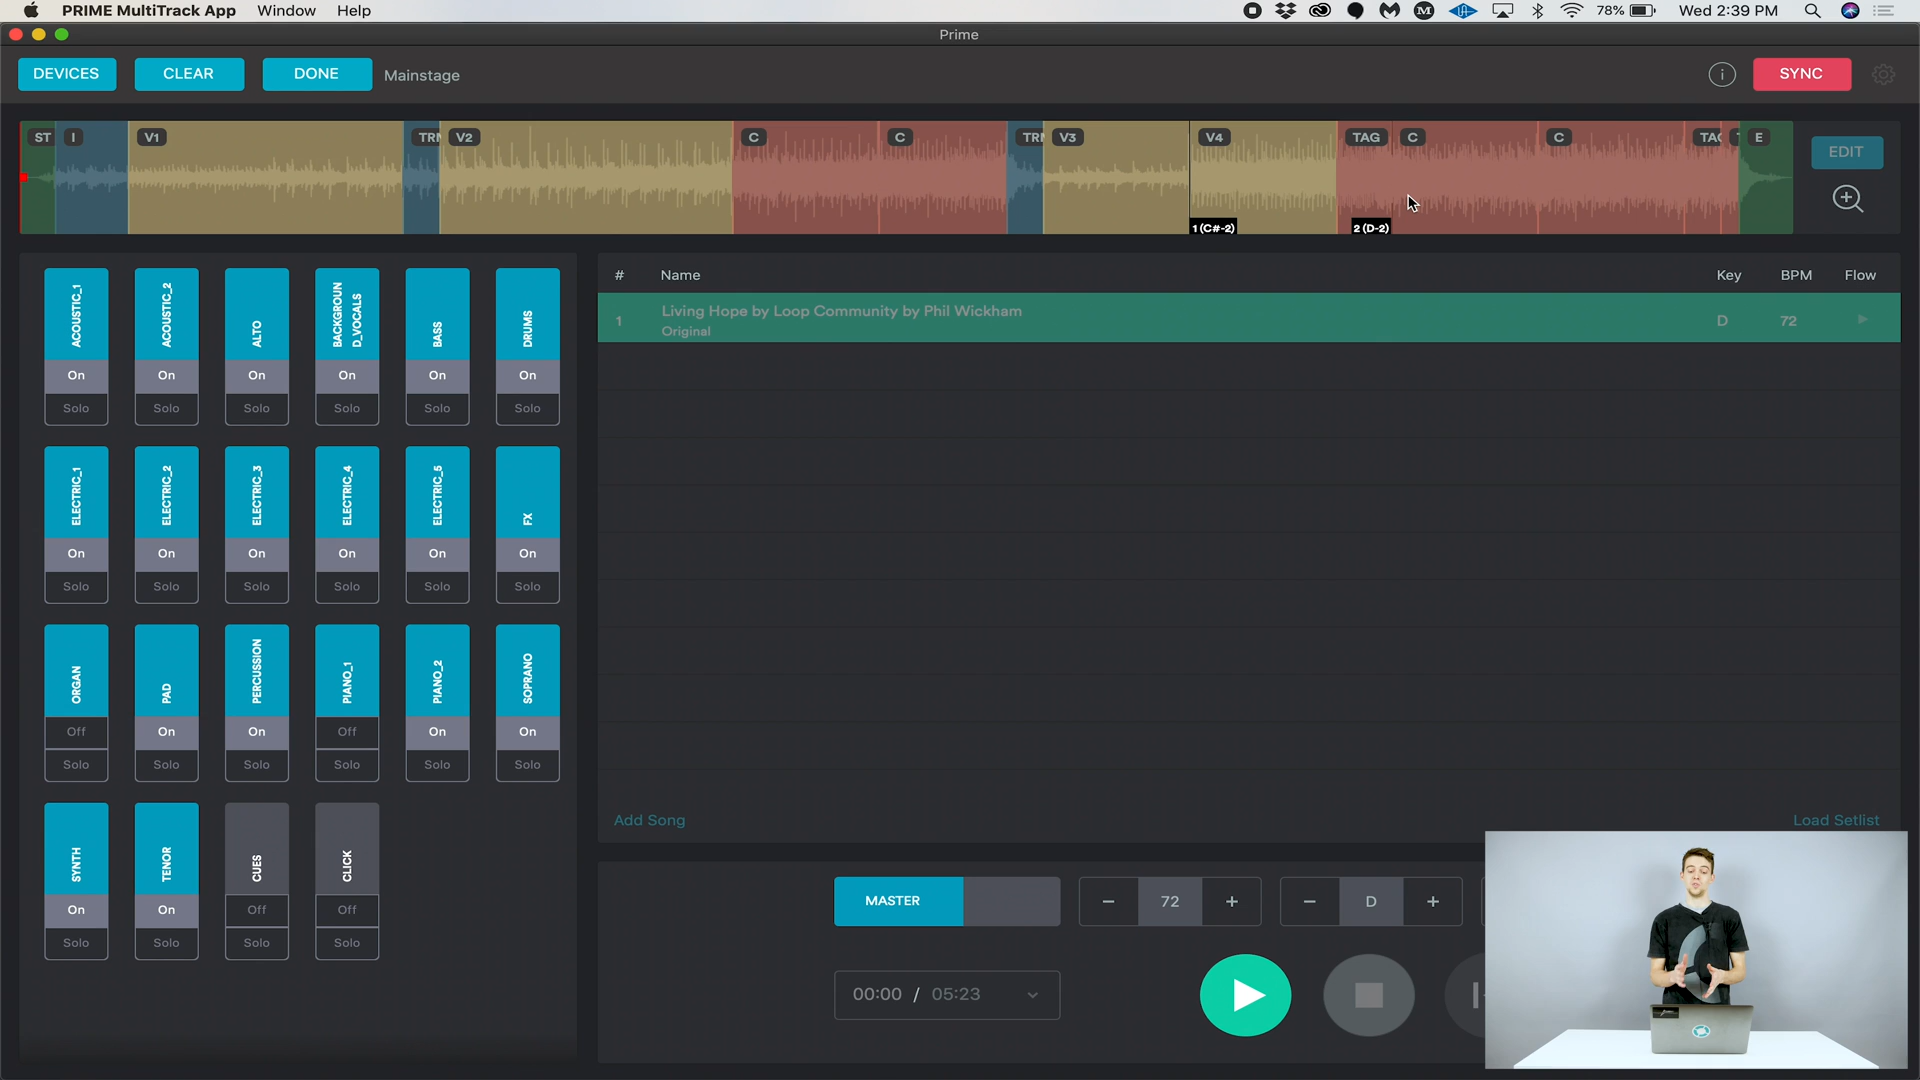 PRIME MultiTrack App Window Help 78% Wed 2:39 PM
Prime
DEVICES CLEAR DONE Mainstage SYNC
ST I V1 V2 C C V3 V4 TAG C C E
EDIT
1 (C#-2) 2 (D-2)
# Name Key BPM Flow
1 Living Hope by Loop Community by Phil Wickham D 72
Original
ACOUSTIC_1 ACOUSTIC_2 ALTO BACKGROUN D_VOCALS BASS DRUMS
On On On On On On
Solo Solo Solo Solo Solo Solo
ELECTRIC_1 ELECTRIC_2 ELECTRIC_3 ELECTRIC_4 ELECTRIC_5 FX
On On On On On On
Solo Solo Solo Solo Solo Solo
ORGAN PAD PERCUSSION PIANO_1 PIANO_2 SOPRANO
Off On On Off On On
Solo Solo Solo Solo Solo Solo
SYNTH TENOR CUES CLICK
On On Off Off
Solo Solo Solo Solo
Add Song Load Setlist
MASTER − 72 + − D +
00:00 / 05:23